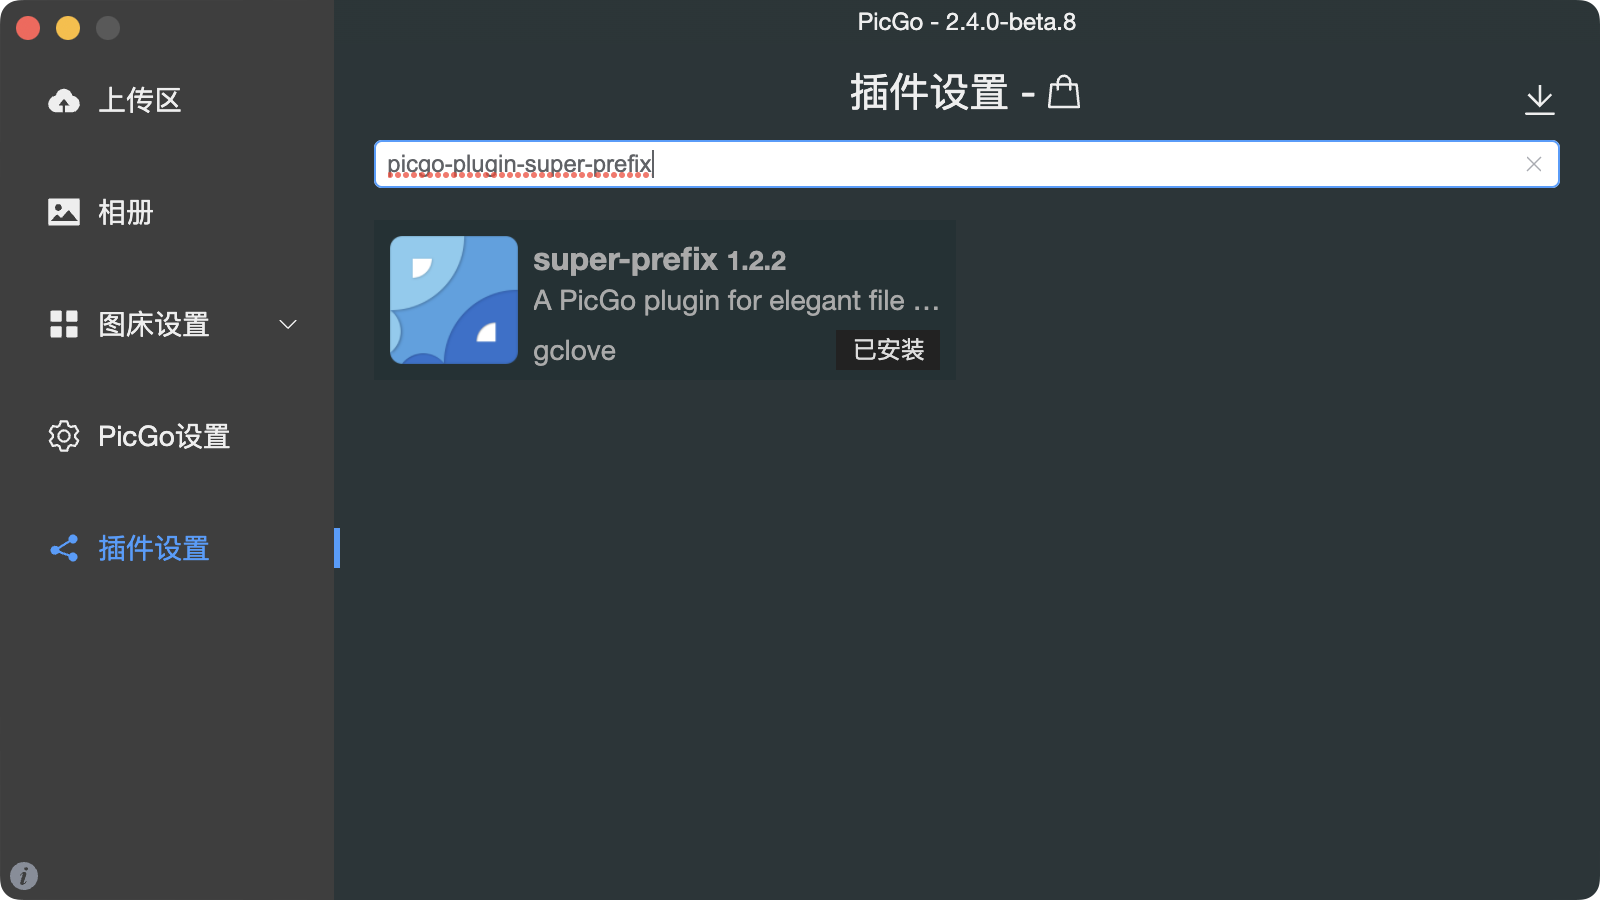 PicGo - 2.4.0-beta.8
上传区
相册
图床设置
PicGo设置
插件设置
插件设置 -
picgo-plugin-super-prefix
super-prefix 1.2.2
A PicGo plugin for elegant file ...
gclove
已安装